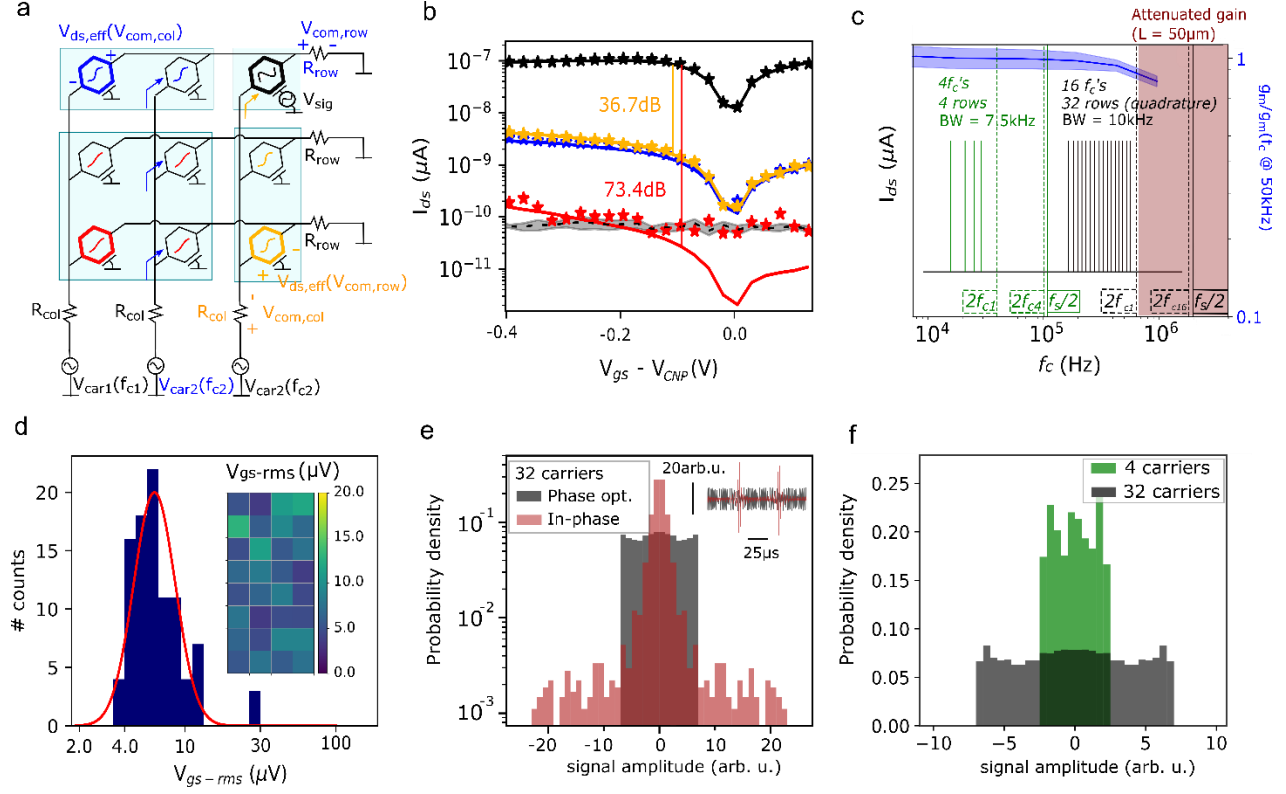 a
V_ds,eff(V_com,col)
V_com,row
+ -
+
-
R_row
V_sig
R_row
R_row
-
+
V_ds,eff(V_com,row)
R_col
R_col
R_col
'
V_com,col
+
V_car1(f_c1)
V_car2(f_c2)
V_car2(f_c2)
b
I_ds (μA)
10⁻⁷
10⁻⁸
10⁻⁹
10⁻¹⁰
10⁻¹¹
36.7dB
73.4dB
-0.4
-0.2
0.0
V_gs - V_CNP(V)
c
Attenuated gain
(L = 50μm)
I_ds (μA)
4f_c's
4 rows
BW = 7.5kHz
16 f_c's
32 rows (quadrature)
BW = 10kHz
1
0.1
g_m/g_m(f_c @ 50kHz)
2f_c1
2f_c4
f_s/2
2f_c1
2f_c16
f_s/2
10⁴
10⁵
10⁶
f_c (Hz)
d
# counts
20
15
10
5
0
V_gs-rms (μV)
20.0
15.0
10.0
5.0
0.0
2.0
4.0
10
30
100
V_gs-rms (μV)
e
Probability density
10⁻¹
10⁻²
10⁻³
32 carriers
Phase opt.
In-phase
20arb.u.
25μs
-20
-10
0
10
20
signal amplitude (arb. u.)
f
Probability density
0.25
0.20
0.15
0.10
0.05
0.00
4 carriers
32 carriers
−10
−5
0
5
10
signal amplitude (arb. u.)